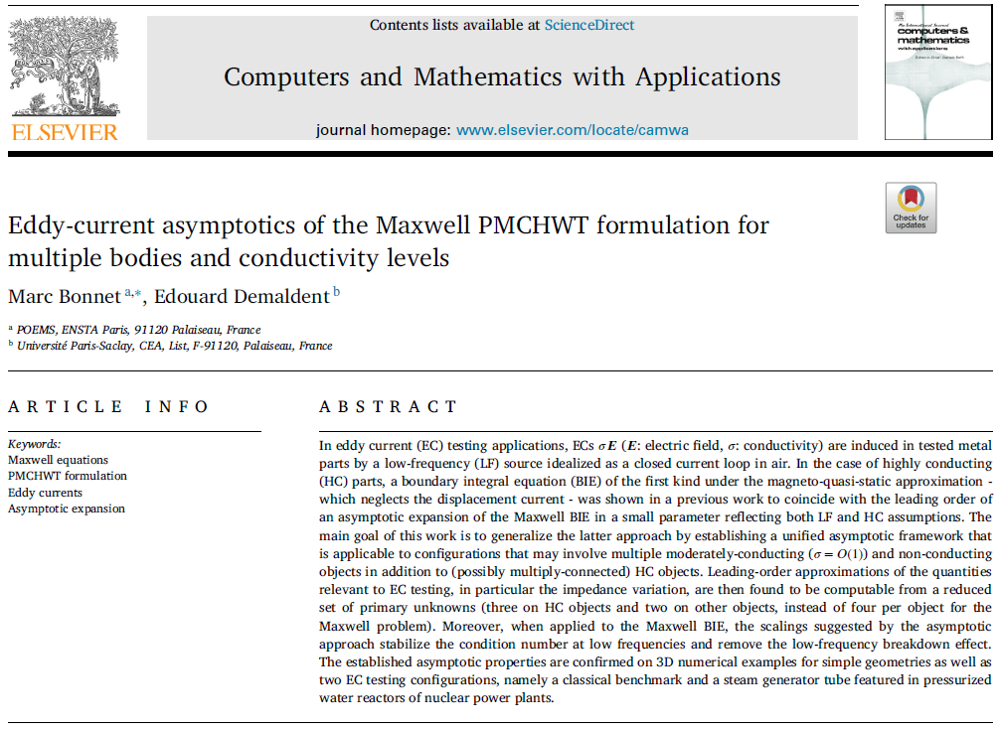 Contents lists available at ScienceDirect
Computers and Mathematics with Applications
journal homepage: www.elsevier.com/locate/camwa
ELSEVIER
computers &
mathematics
with applications
Check for
updates
Eddy-current asymptotics of the Maxwell PMCHWT formulation for
multiple bodies and conductivity levels
Marc Bonnet a,*, Edouard Demaldent b
a POEMS, ENSTA Paris, 91120 Palaiseau, France
b Université Paris-Saclay, CEA, List, F-91120, Palaiseau, France
ARTICLE INFO
Keywords:
Maxwell equations
PMCHWT formulation
Eddy currents
Asymptotic expansion
ABSTRACT
In eddy current (EC) testing applications, ECs σE (E: electric field, σ: conductivity) are induced in tested metal
parts by a low-frequency (LF) source idealized as a closed current loop in air. In the case of highly conducting
(HC) parts, a boundary integral equation (BIE) of the first kind under the magneto-quasi-static approximation -
which neglects the displacement current - was shown in a previous work to coincide with the leading order of
an asymptotic expansion of the Maxwell BIE in a small parameter reflecting both LF and HC assumptions. The
main goal of this work is to generalize the latter approach by establishing a unified asymptotic framework that
is applicable to configurations that may involve multiple moderately-conducting (σ = O(1)) and non-conducting
objects in addition to (possibly multiply-connected) HC objects. Leading-order approximations of the quantities
relevant to EC testing, in particular the impedance variation, are then found to be computable from a reduced
set of primary unknowns (three on HC objects and two on other objects, instead of four per object for the
Maxwell problem). Moreover, when applied to the Maxwell BIE, the scalings suggested by the asymptotic
approach stabilize the condition number at low frequencies and remove the low-frequency breakdown effect.
The established asymptotic properties are confirmed on 3D numerical examples for simple geometries as well as
two EC testing configurations, namely a classical benchmark and a steam generator tube featured in pressurized
water reactors of nuclear power plants.